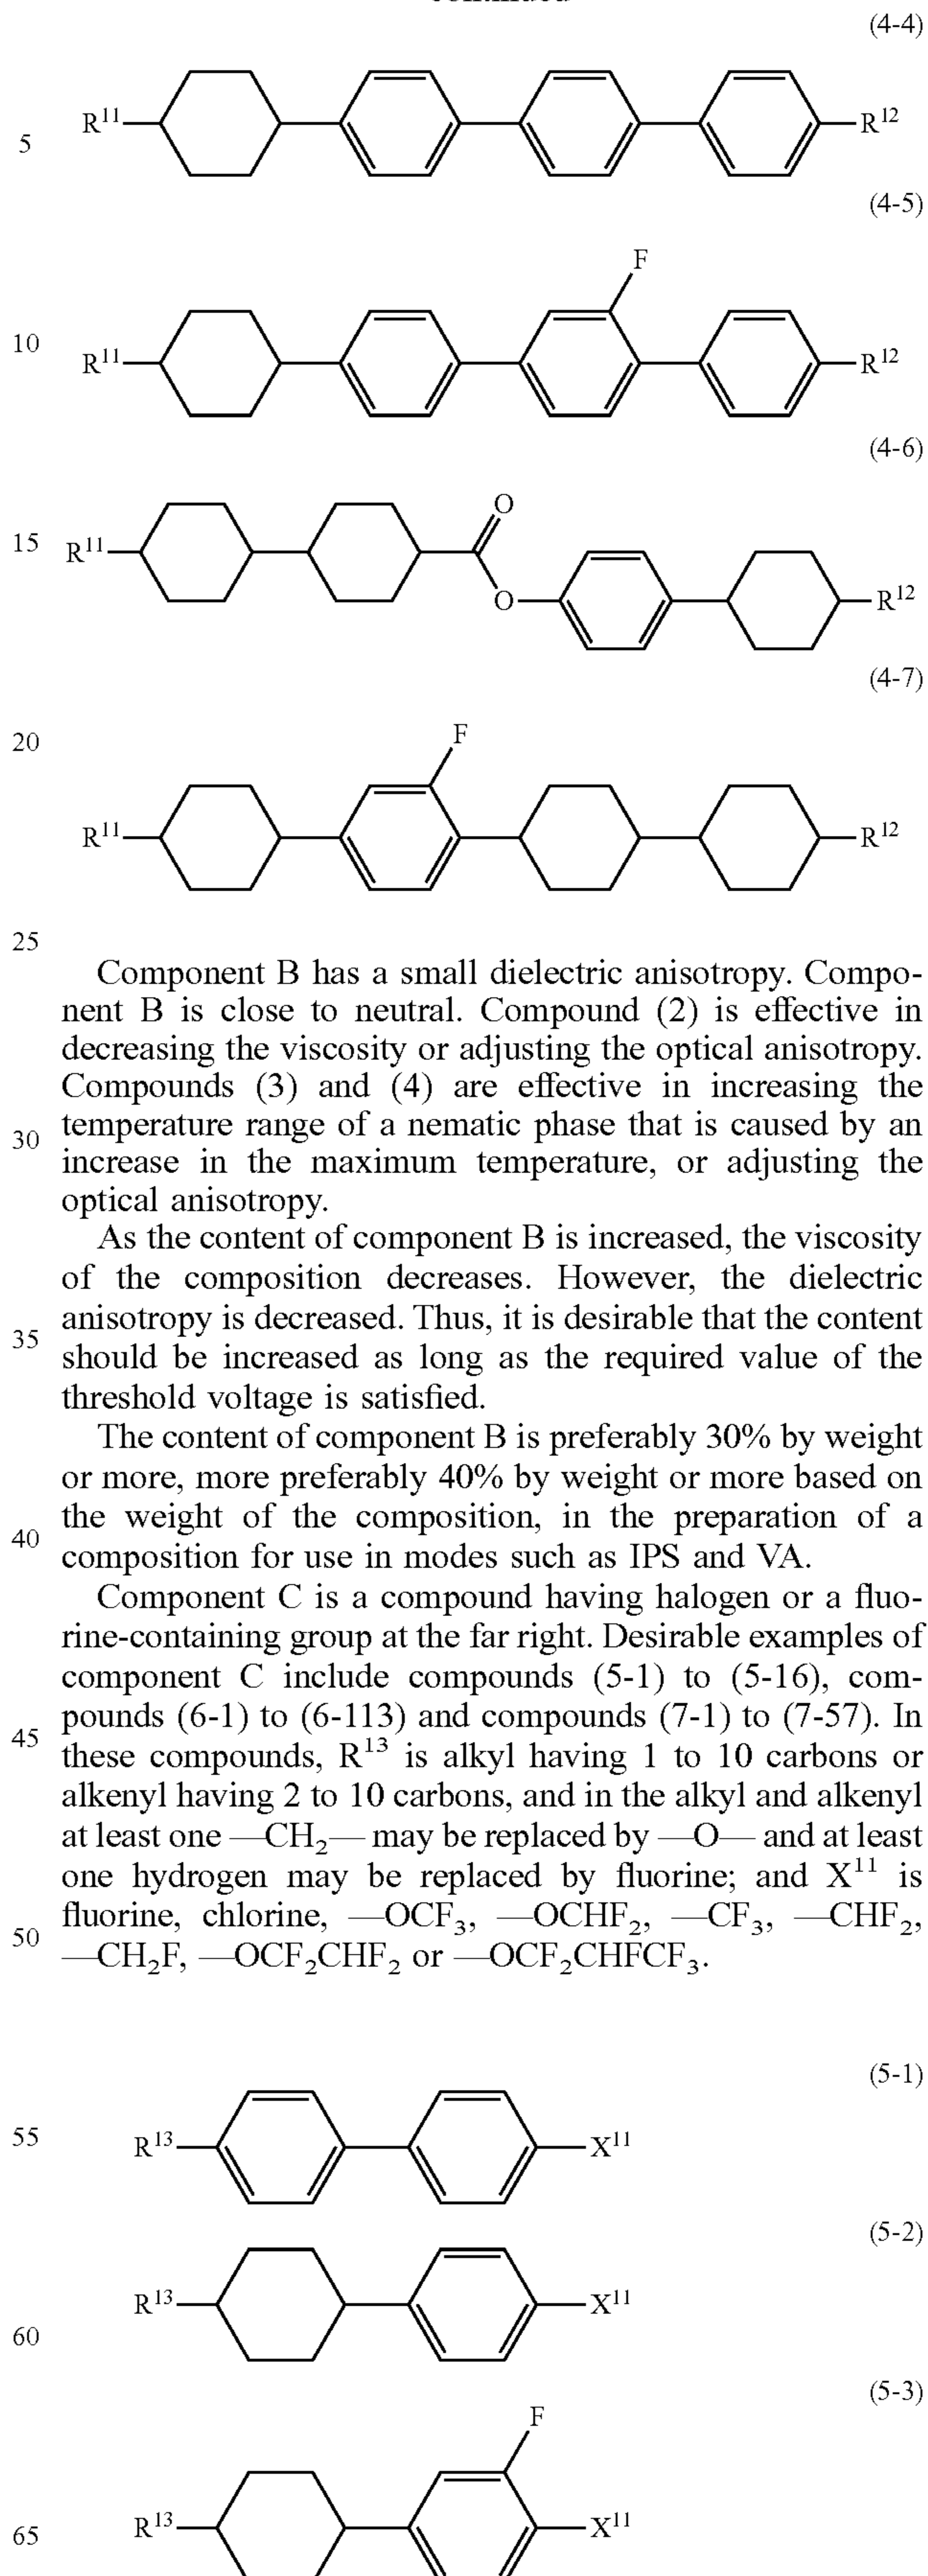 (4-4)
R¹¹ R¹²
5
(4-5)
F
10
R¹¹ R¹²
(4-6)
O
15
R¹¹
O R¹²
(4-7)
20
F
R¹¹ R¹²
25
Component B has a small dielectric anisotropy. Compo-
nent B is close to neutral. Compound (2) is effective in
decreasing the viscosity or adjusting the optical anisotropy.
Compounds (3) and (4) are effective in increasing the
30 temperature range of a nematic phase that is caused by an
increase in the maximum temperature, or adjusting the
optical anisotropy.
As the content of component B is increased, the viscosity
of the composition decreases. However, the dielectric
35 anisotropy is decreased. Thus, it is desirable that the content
should be increased as long as the required value of the
threshold voltage is satisfied.
The content of component B is preferably 30% by weight
or more, more preferably 40% by weight or more based on
40 the weight of the composition, in the preparation of a
composition for use in modes such as IPS and VA.
Component C is a compound having halogen or a fluo-
rine-containing group at the far right. Desirable examples of
component C include compounds (5-1) to (5-16), com-
45 pounds (6-1) to (6-113) and compounds (7-1) to (7-57). In
these compounds, R¹³ is alkyl having 1 to 10 carbons or
alkenyl having 2 to 10 carbons, and in the alkyl and alkenyl
at least one —CH₂— may be replaced by —O— and at least
one hydrogen may be replaced by fluorine; and X¹¹ is
50 fluorine, chlorine, —OCF₃, —OCHF₂, —CF₃, —CHF₂,
—CH₂F, —OCF₂CHF₂ or —OCF₂CHFCF₃.
(5-1)
55
R¹³ X¹¹
(5-2)
R¹³ X¹¹
60
(5-3)
F
65 R¹³ X¹¹